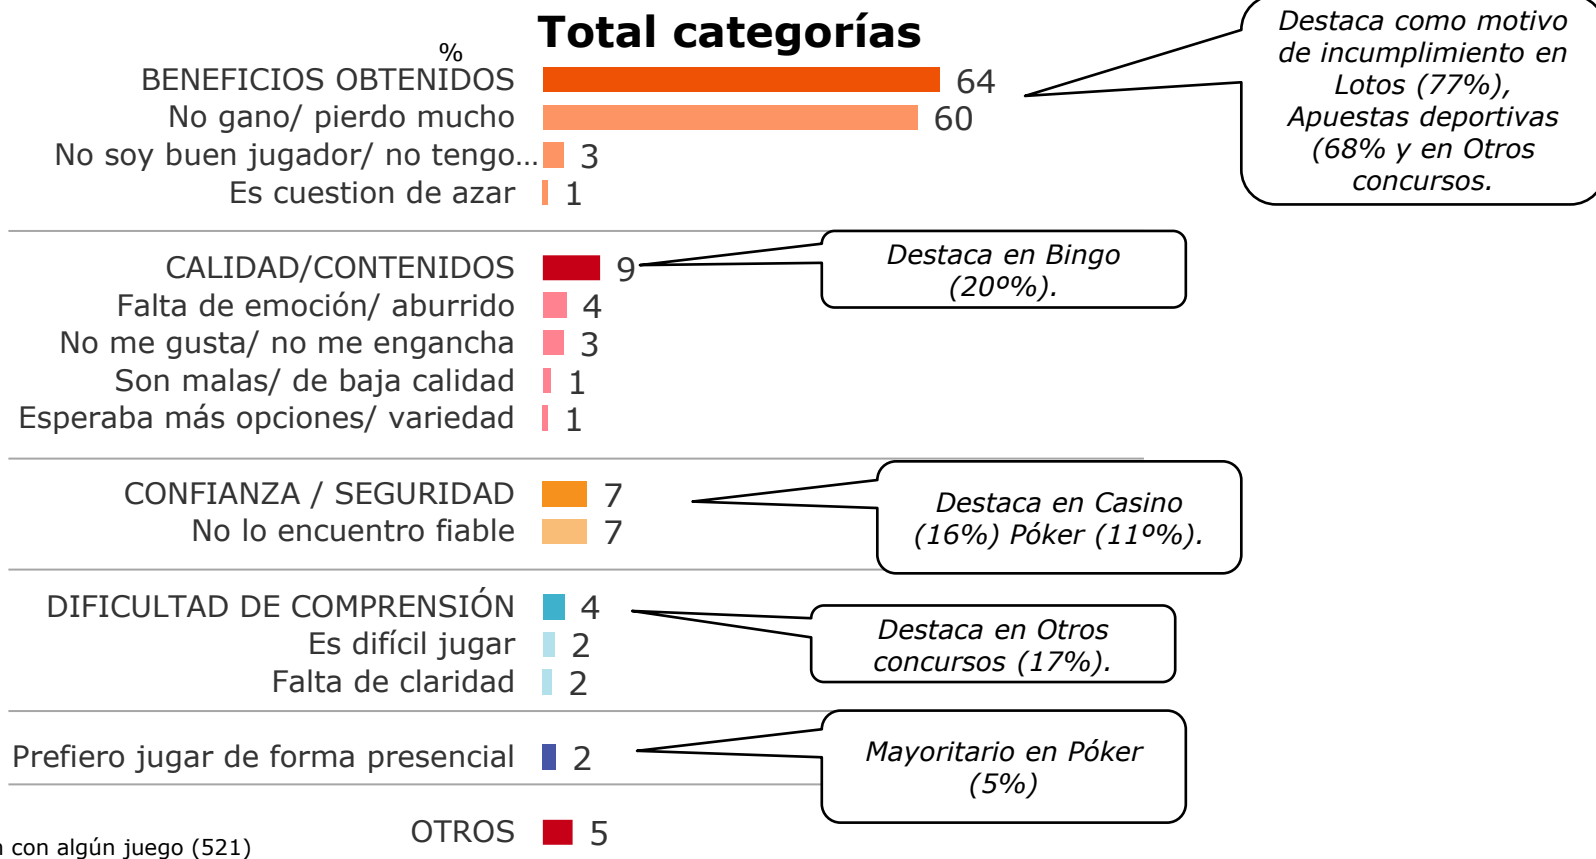 Total categorías
%
BENEFICIOS OBTENIDOS 64
No gano/ pierdo mucho 60
No soy buen jugador/ no tengo... 3
Es cuestion de azar 1
Destaca como motivo
de incumplimiento en
Lotos (77%),
Apuestas deportivas
(68% y en Otros
concursos.
CALIDAD/CONTENIDOS 9
Falta de emoción/ aburrido 4
No me gusta/ no me engancha 3
Son malas/ de baja calidad 1
Esperaba más opciones/ variedad 1
Destaca en Bingo
(20º%).
CONFIANZA / SEGURIDAD 7
No lo encuentro fiable 7
Destaca en Casino
(16%) Póker (11º%).
DIFICULTAD DE COMPRENSIÓN 4
Es difícil jugar 2
Falta de claridad 2
Destaca en Otros
concursos (17%).
Prefiero jugar de forma presencial 2
Mayoritario en Póker
(5%)
OTROS 5
con algún juego (521)